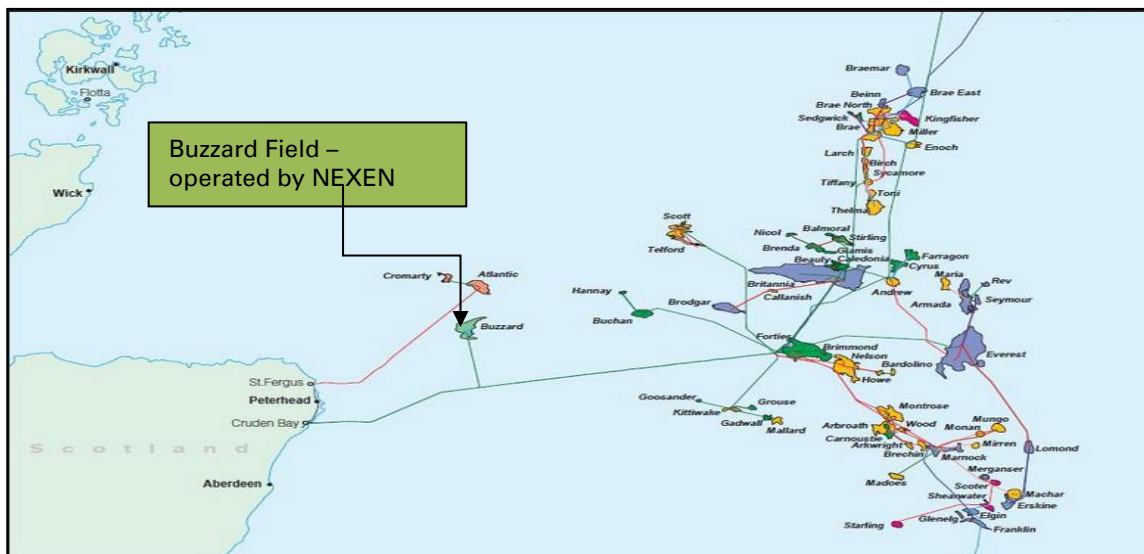 Kirkwall
Flotta
Wick
Buzzard Field –
operated by NEXEN
Braemar
Beinn
Brae East
Brae North
Sedgwick
Kingfisher
Brae
Miller
Enoch
Larch
Birch
Sycamore
Tiffany
Toni
Thelma
Scott
Telford
Nicol
Balmoral
Stirling
Brenda
Glamis
Beauly
Caledonia
Farragon
Cyrus
Maria
Rev
Cromarty
Atlantic
Britannia
Andrew
Armada
Seymour
Hannay
Brodgar
Callanish
Buchan
Buzzard
Forties
Brimmond
Nelson
Bardolino
Everest
Howe
St.Fergus
Peterhead
Cruden Bay
Goosander
Grouse
Kittiwake
Gadwall
Mallard
Montrose
Wood
Mungo
Arbroath
Monan
Carnoustie
Arkwright
Mirren
Brechin
Marnock
Lomond
Scotland
Aberdeen
Madoes
Merganser
Scoter
Shearwater
Machar
Erskine
Starling
Glenelg
Elgin
Franklin